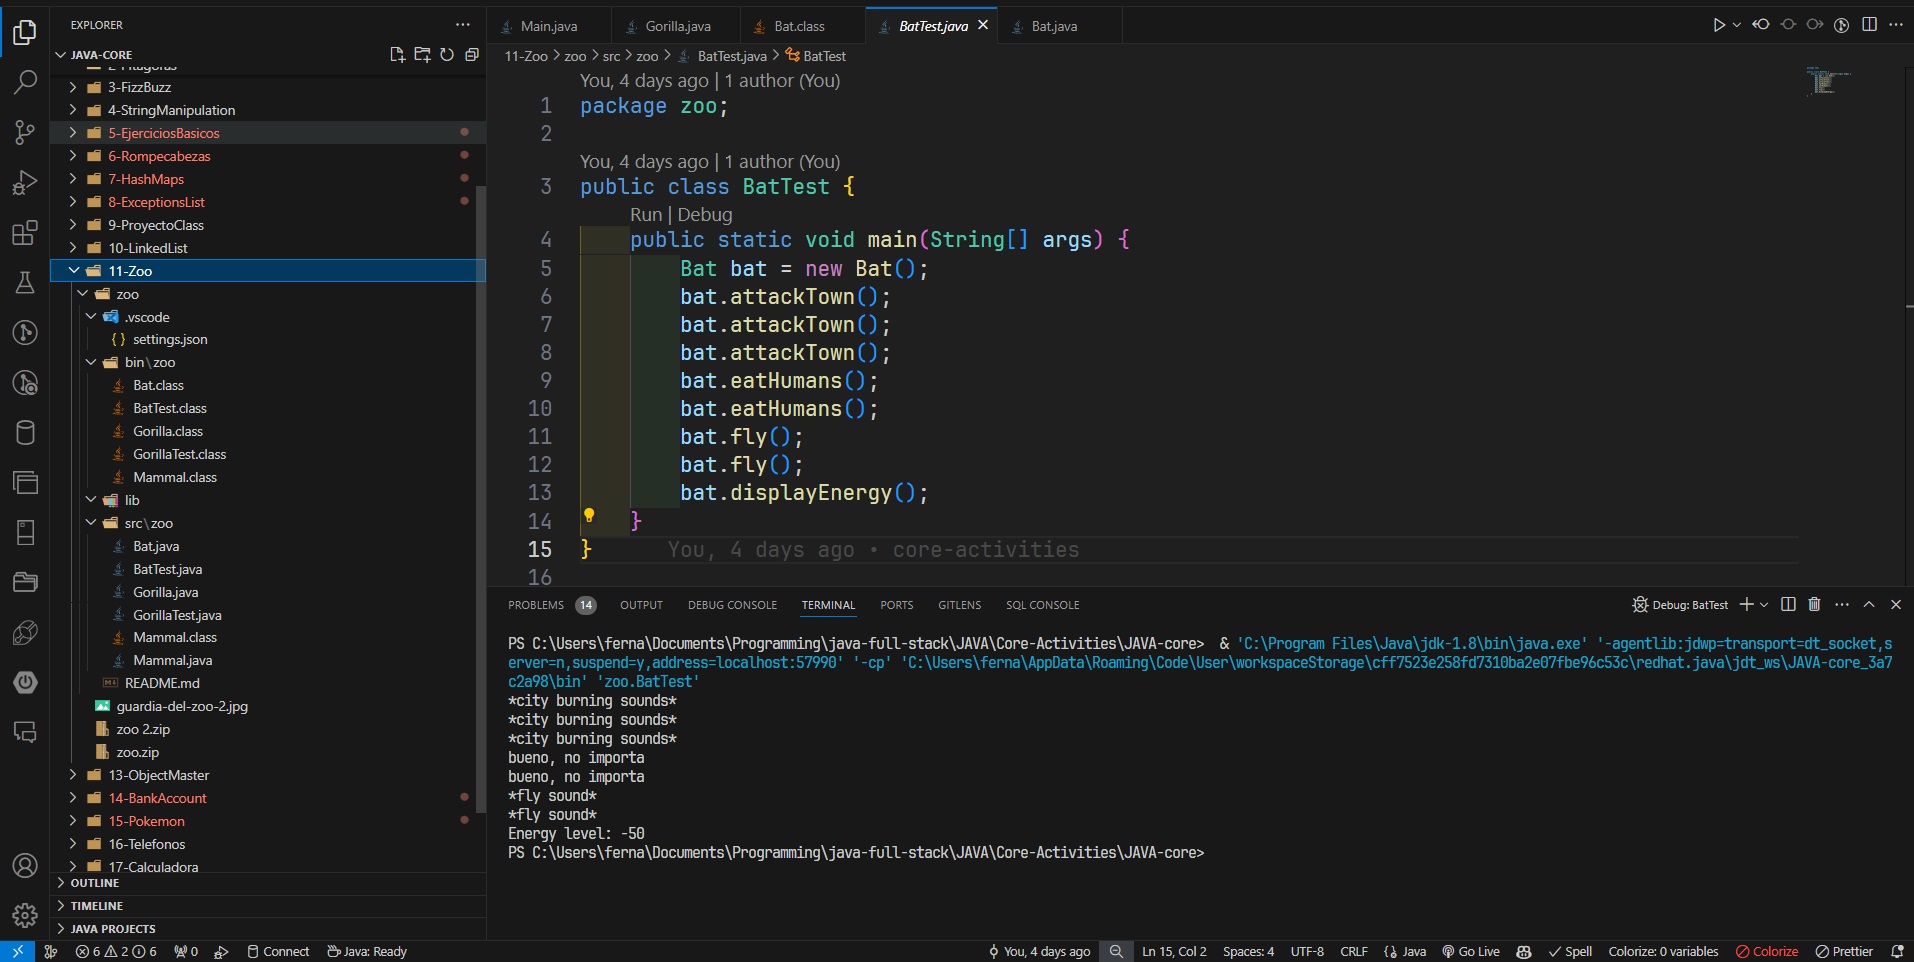 EXPLORER
JAVA-CORE
2-Pitagoras
3-FizzBuzz
4-StringManipulation
5-EjerciciosBasicos
6-Rompecabezas
7-HashMaps
8-ExceptionsList
9-ProyectoClass
10-LinkedList
11-Zoo
zoo
.vscode
{ } settings.json
bin\zoo
Bat.class
BatTest.class
Gorilla.class
GorillaTest.class
Mammal.class
lib
src\zoo
Bat.java
BatTest.java
Gorilla.java
GorillaTest.java
Mammal.class
Mammal.java
README.md
guardia-del-zoo-2.jpg
zoo 2.zip
zoo.zip
13-ObjectMaster
14-BankAccount
15-Pokemon
16-Telefonos
17-Calculadora
OUTLINE
TIMELINE
JAVA PROJECTS
Main.java Gorilla.java Bat.class BatTest.java Bat.java
11-Zoo > zoo > src > zoo > BatTest.java > BatTest
You, 4 days ago | 1 author (You)
1 package zoo;
2
You, 4 days ago | 1 author (You)
3 public class BatTest {
Run | Debug
4 public static void main(String[] args) {
5 Bat bat = new Bat();
6 bat.attackTown();
7 bat.attackTown();
8 bat.attackTown();
9 bat.eatHumans();
10 bat.eatHumans();
11 bat.fly();
12 bat.fly();
13 bat.displayEnergy();
14 }
15 } You, 4 days ago • core-activities
16
PROBLEMS 14 OUTPUT DEBUG CONSOLE TERMINAL PORTS GITLENS SQL CONSOLE Debug: BatTest
PS C:\Users\ferna\Documents\Programming\java-full-stack\JAVA\Core-Activities\JAVA-core> & 'C:\Program Files\Java\jdk-1.8\bin\java.exe' '-agentlib:jdwp=transport=dt_socket,s
erver=n,suspend=y,address=localhost:57990' '-cp' 'C:\Users\ferna\AppData\Roaming\Code\User\workspaceStorage\cff7523e258fd7310ba2e07fbe96c53c\redhat.java\jdt_ws\JAVA-core_3a7
c2a98\bin' 'zoo.BatTest'
*city burning sounds*
*city burning sounds*
*city burning sounds*
bueno, no importa
bueno, no importa
*fly sound*
*fly sound*
Energy level: -50
PS C:\Users\ferna\Documents\Programming\java-full-stack\JAVA\Core-Activities\JAVA-core>
6 2 6 0 Connect Java: Ready You, 4 days ago Ln 15, Col 2 Spaces: 4 UTF-8 CRLF { } Java Go Live Spell Colorize: 0 variables Colorize Prettier